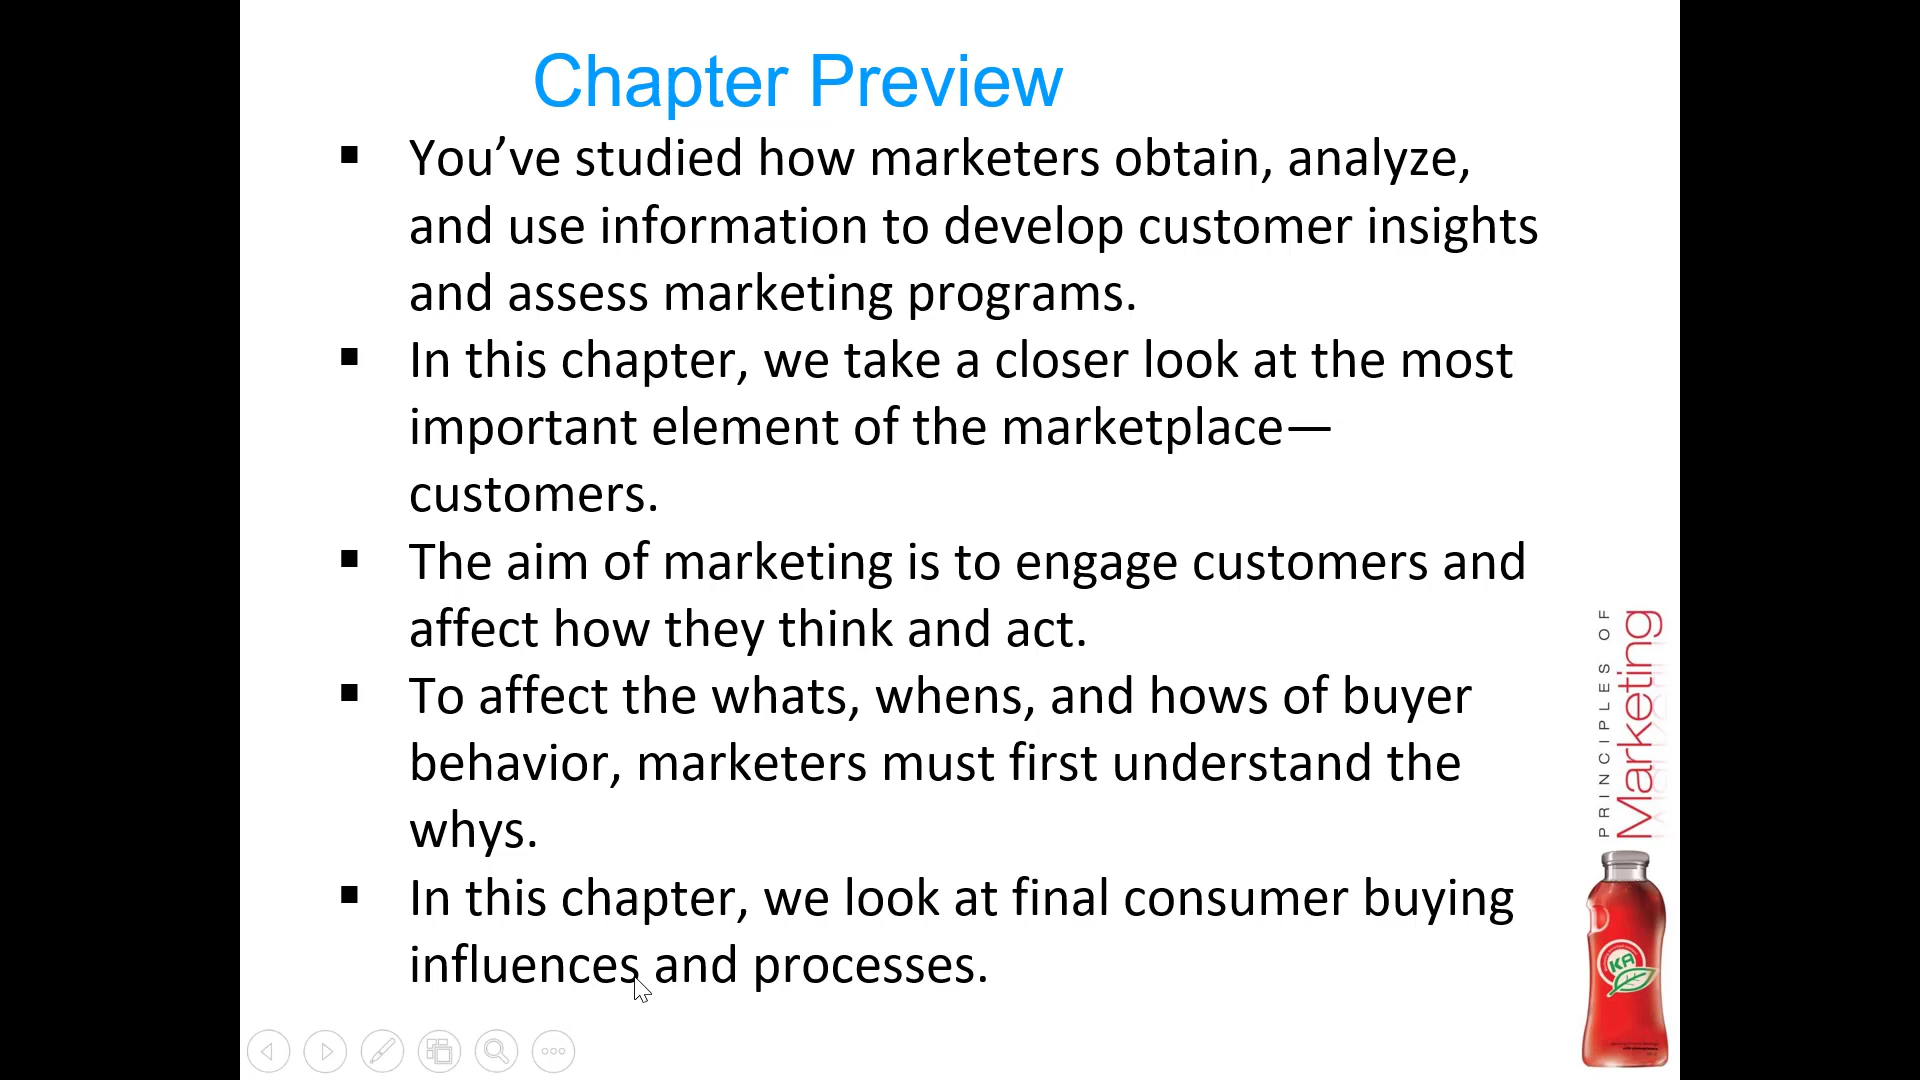 Chapter Preview
▪ You’ve studied how marketers obtain, analyze,
and use information to develop customer insights
and assess marketing programs.
▪ In this chapter, we take a closer look at the most
important element of the marketplace—
customers.
▪ The aim of marketing is to engage customers and
affect how they think and act.
▪ To affect the whats, whens, and hows of buyer
behavior, marketers must first understand the
whys.
▪ In this chapter, we look at final consumer buying
influences and processes.
PRINCIPLES OF
Marketing
KA